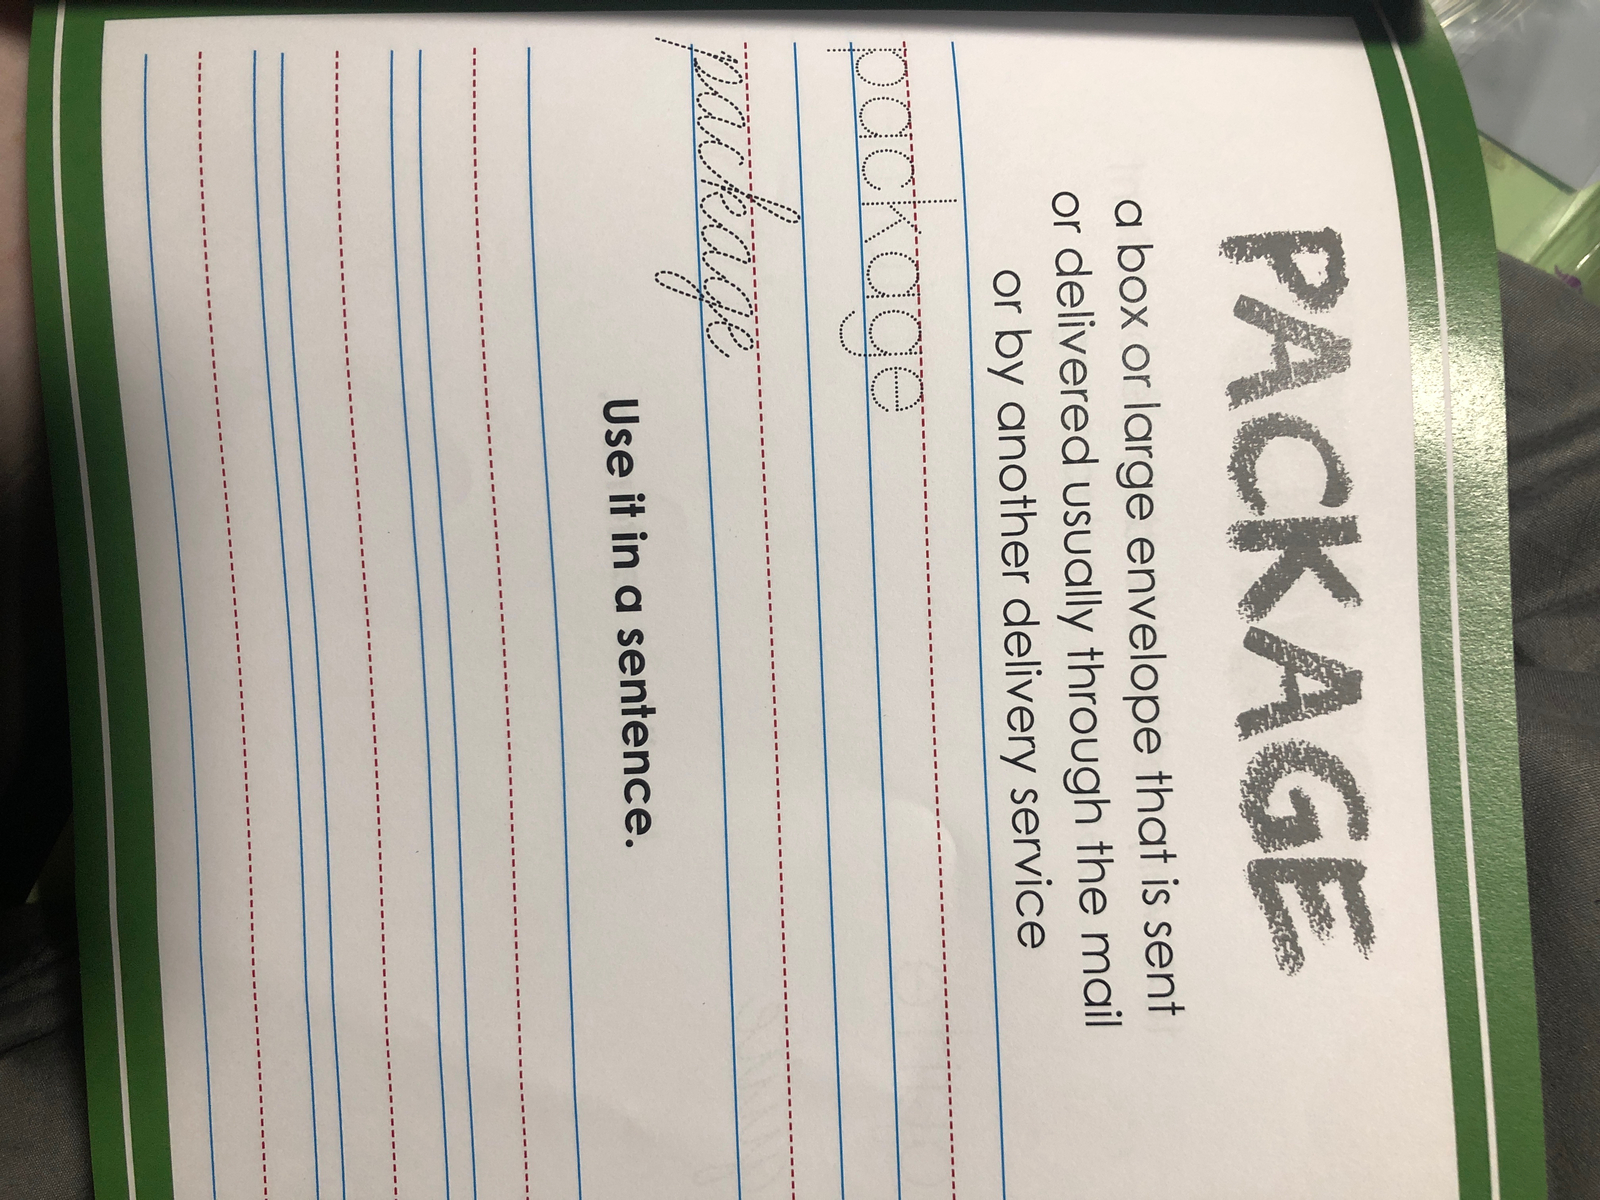 PACKAGE
a box or large envelope that is sent
or delivered usually through the mail
or by another delivery service
package
package
Use it in a sentence.